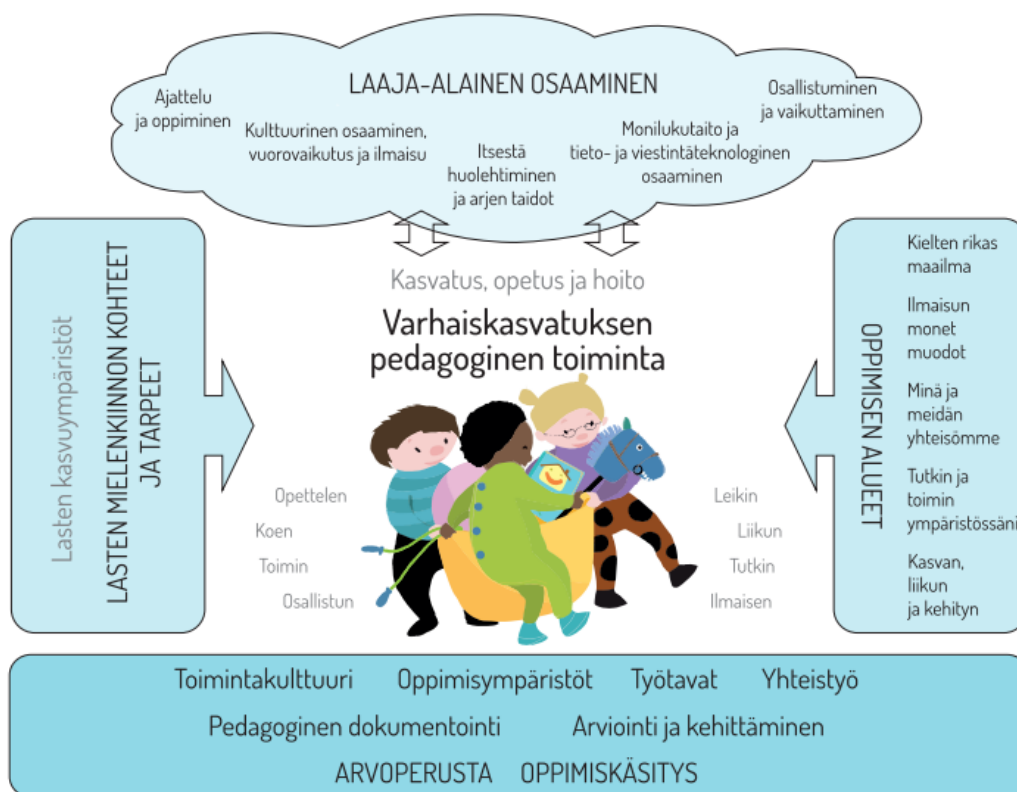 LAAJA-ALAINEN OSAAMINEN
Ajattelu
ja oppiminen
Kulttuurinen osaaminen,
vuorovaikutus ja ilmaisu
Itsestä
huolehtiminen
ja arjen taidot
Monilukutaito ja
tieto- ja viestintäteknologinen
osaaminen
Osallistuminen
ja vaikuttaminen
Lasten kasvuympäristöt
LASTEN MIELENKIINNON KOHTEET
JA TARPEET
Kasvatus, opetus ja hoito
Varhaiskasvatuksen
pedagoginen toiminta
Opettelen
Koen
Toimin
Osallistun
Leikin
Liikun
Tutkin
Ilmaisen
OPPIMISEN ALUEET
Kielten rikas
maailma
Ilmaisun
monet
muodot
Minä ja
meidän
yhteisömme
Tutkin ja
toimin
ympäristössäni
Kasvan,
liikun
ja kehityn
Toimintakulttuuri Oppimisympäristöt Työtavat Yhteistyö
Pedagoginen dokumentointi Arviointi ja kehittäminen
ARVOPERUSTA OPPIMISKÄSITYS